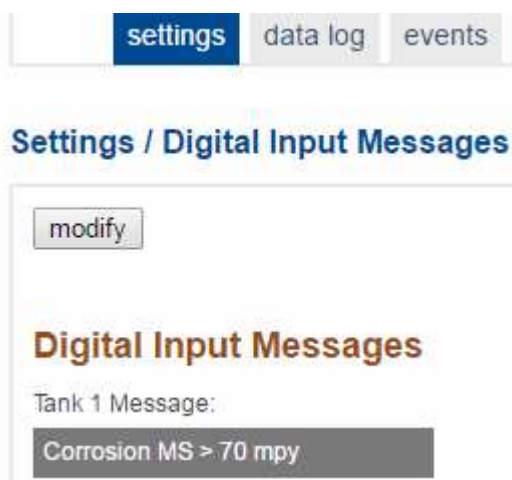 settings data log events
Settings / Digital Input Messages
modify
Digital Input Messages
Tank 1 Message:
Corrosion MS > 70 mpy